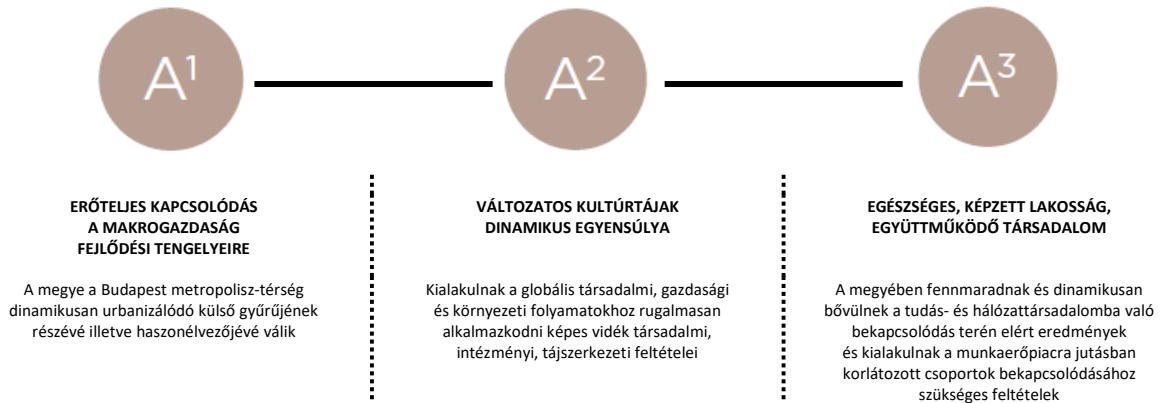 A¹
A²
A³
ERŐTELJES KAPCSOLÓDÁS
A MAKROGAZDASÁG
FEJLŐDÉSI TENGELYEIRE
A megye a Budapest metropolisz-térség
dinamikusan urbanizálódó külső gyűrűjének
részévé illetve haszonélvezőjévé válik
VÁLTOZATOS KULTÚRTÁJAK
DINAMIKUS EGYENSÚLYA
Kialakulnak a globális társadalmi, gazdasági
és környezeti folyamatokhoz rugalmasan
alkalmazkodni képes vidék társadalmi,
intézményi, tájszerkezeti feltételei
EGÉSZSÉGES, KÉPZETT LAKOSSÁG,
EGYÜTTMŰKÖDŐ TÁRSADALOM
A megyében fennmaradnak és dinamikusan
bővülnek a tudás- és hálózattársadalomba való
bekapcsolódás terén elért eredmények
és kialakulnak a munkaerőpiacra jutásban
korlátozott csoportok bekapcsolódásához
szükséges feltételek